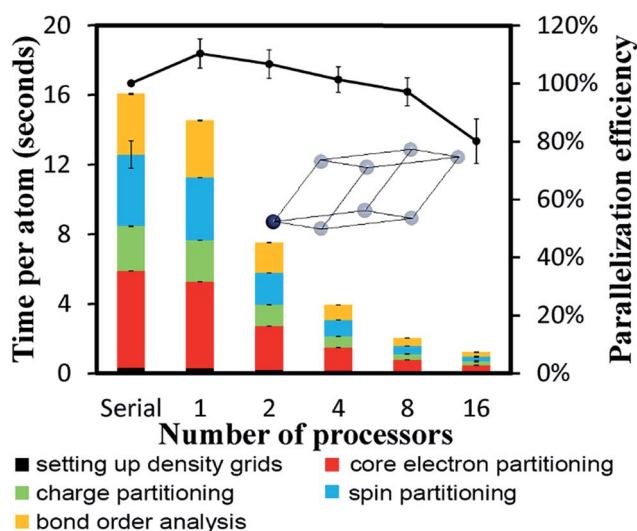 20
16
12
8
4
0
Time per atom (seconds)
120%
100%
80%
60%
40%
20%
0%
Parallelization efficiency
Serial 1 2 4 8 16
Number of processors
setting up density grids
core electron partitioning
charge partitioning
spin partitioning
bond order analysis